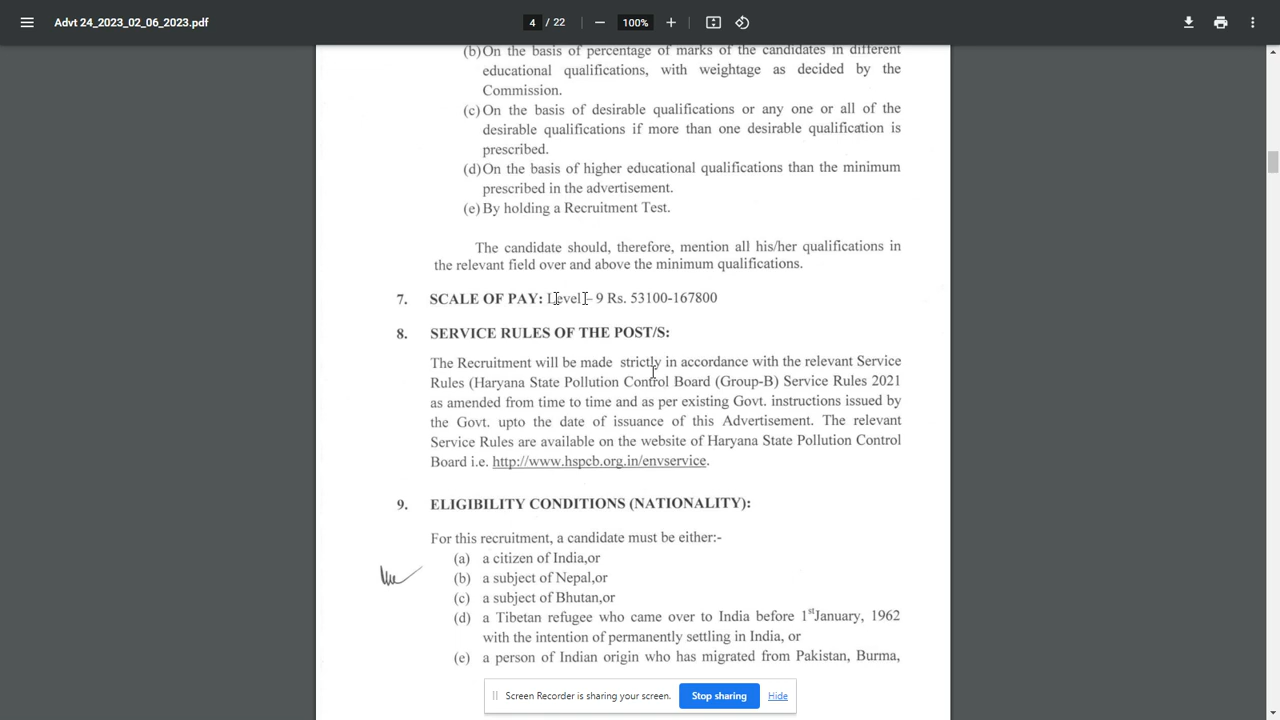 Advt 24_2023_02_06_2023.pdf
4 / 22
100%
(b) On the basis of percentage of marks of the candidates in different
educational qualifications, with weightage as decided by the
Commission.
(c) On the basis of desirable qualifications or any one or all of the
desirable qualifications if more than one desirable qualification is
prescribed.
(d) On the basis of higher educational qualifications than the minimum
prescribed in the advertisement.
(e) By holding a Recruitment Test.
The candidate should, therefore, mention all his/her qualifications in
the relevant field over and above the minimum qualifications.
7. SCALE OF PAY: Level – 9 Rs. 53100-167800
8. SERVICE RULES OF THE POST/S:
The Recruitment will be made strictly in accordance with the relevant Service
Rules (Haryana State Pollution Control Board (Group-B) Service Rules 2021
as amended from time to time and as per existing Govt. instructions issued by
the Govt. upto the date of issuance of this Advertisement. The relevant
Service Rules are available on the website of Haryana State Pollution Control
Board i.e. http://www.hspcb.org.in/envservice.
9. ELIGIBILITY CONDITIONS (NATIONALITY):
For this recruitment, a candidate must be either:-
(a) a citizen of India,or
(b) a subject of Nepal,or
(c) a subject of Bhutan,or
(d) a Tibetan refugee who came over to India before 1st January, 1962
with the intention of permanently settling in India, or
(e) a person of Indian origin who has migrated from Pakistan, Burma,
Screen Recorder is sharing your screen.
Stop sharing
Hide